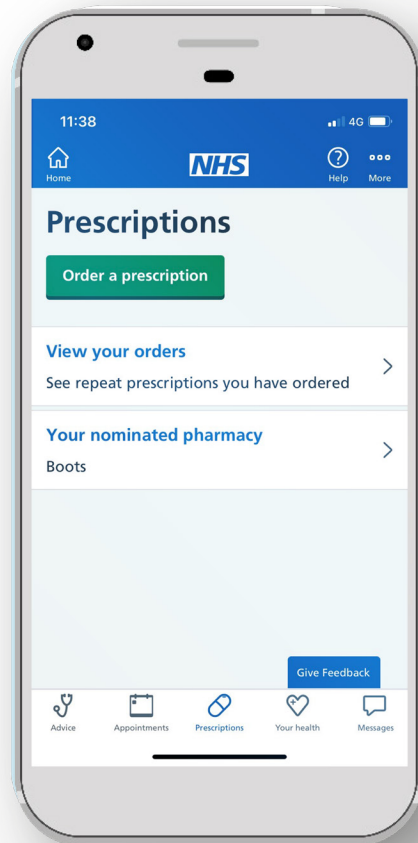 11:38
4G
Home
NHS
Help
More
Prescriptions
Order a prescription
View your orders
See repeat prescriptions you have ordered
Your nominated pharmacy
Boots
Give Feedback
Advice
Appointments
Prescriptions
Your health
Messages